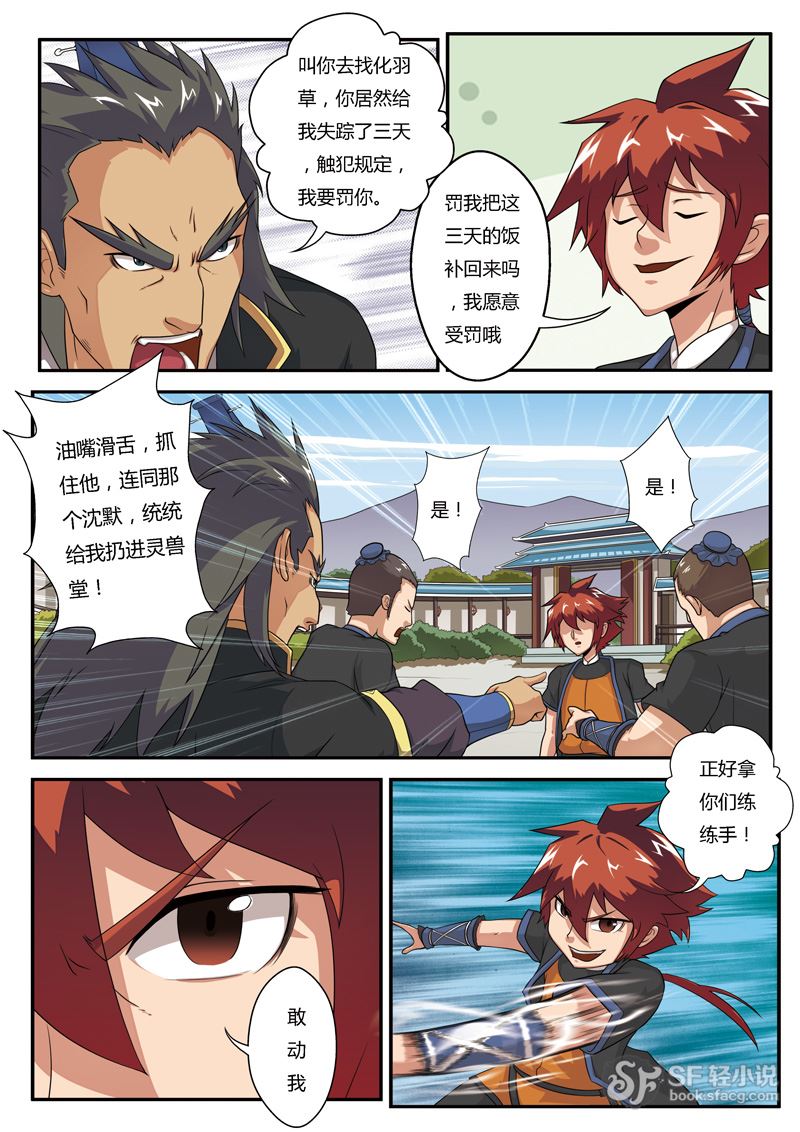 叫你去找化羽
草，你居然给
我失踪了三天
，触犯规定，
我要罚你。
罚我把这
三天的饭
补回来吗
，我愿意
受罚哦
油嘴滑舌，抓
住他，连同那
个沈默，统统
给我扔进灵兽
堂！
是！
是！
敢
动
我
正好拿
你们练
练手！
SF轻小说
book.sfacg.com